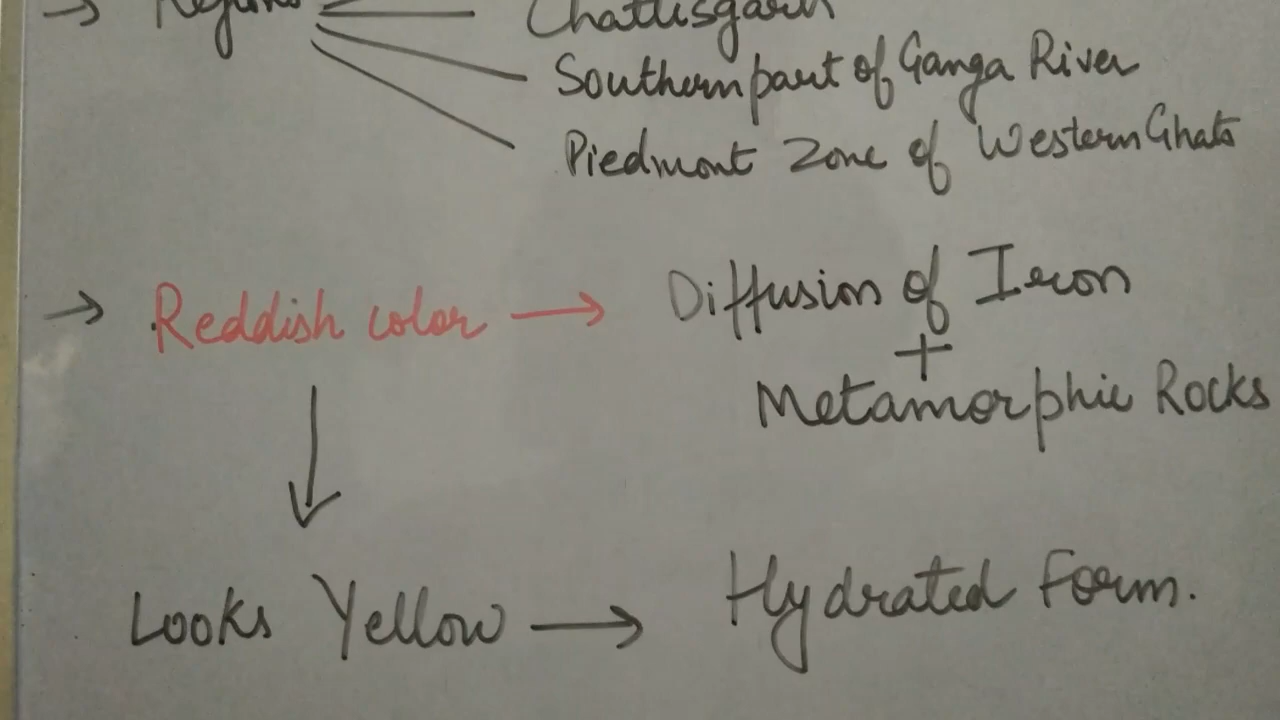 → Regions — Chattisgarh
Southern part of Ganga River
Piedmont Zone of Western Ghats
→ Reddish color → Diffusion of Iron
+
Metamorphic Rocks
↓
Looks Yellow → Hydrated Form.